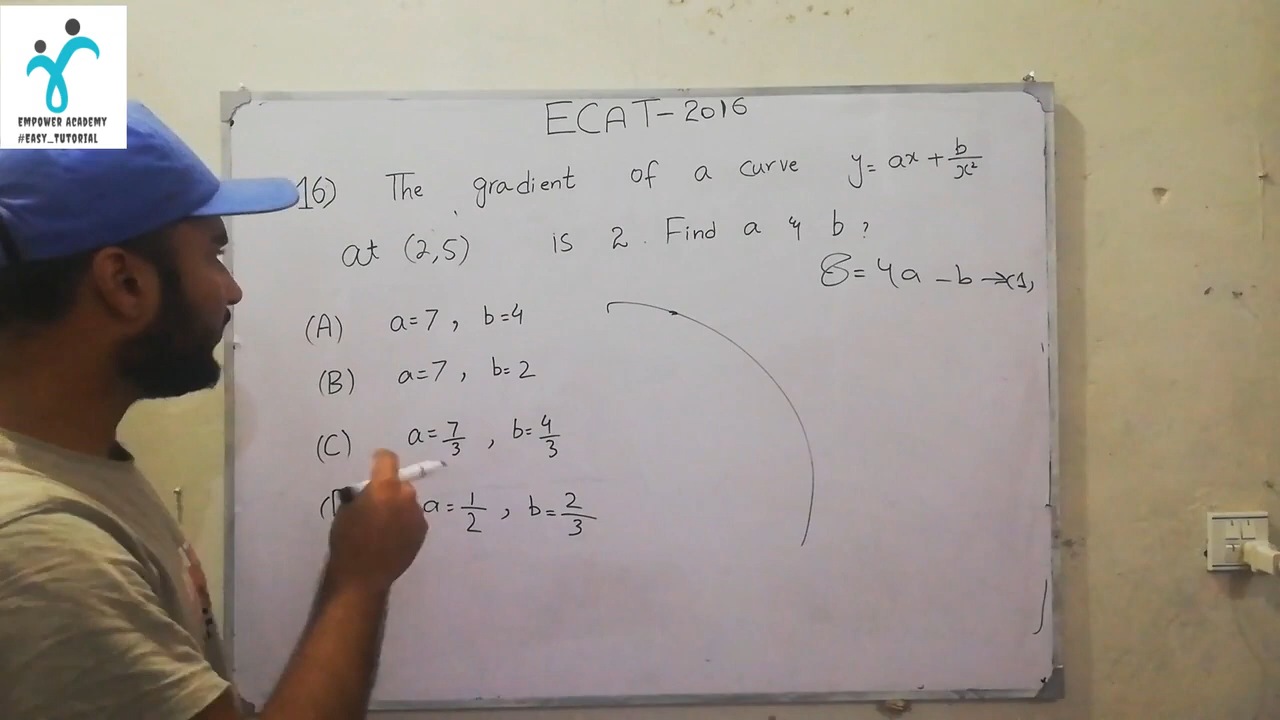 EMPOWER ACADEMY
#EASY_TUTORIAL
ECAT-2016
16) The gradient of a curve y= ax + b/x²
at (2,5) is 2. Find a & b?
8= 4a - b →(1)
(A) a=7, b=4
(B) a=7, b=2
(C) a=7/3, b=4/3
a=1/2, b=2/3